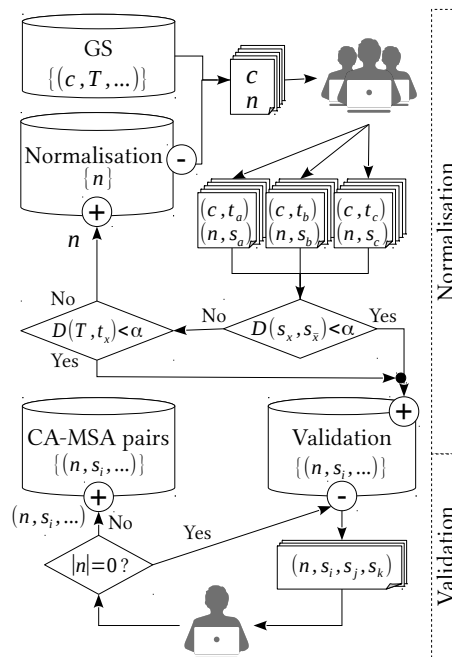 GS
{(c, T, ...)}
c
n
Normalisation
{n}
-
+
n
(c, t_a)
(n, s_a)
(c, t_b)
(n, s_b)
(c, t_c)
(n, s_c)
No
D(T, t_x)<α
Yes
No
D(s_x, s_x̄)<α
Yes
+
Normalisation
CA-MSA pairs
{(n, s_i, ...)}
+
(n, s_i, ...)
No
Validation
{(n, s_i, ...)}
-
Yes
|n|=0?
(n, s_i, s_j, s_k)
Validation